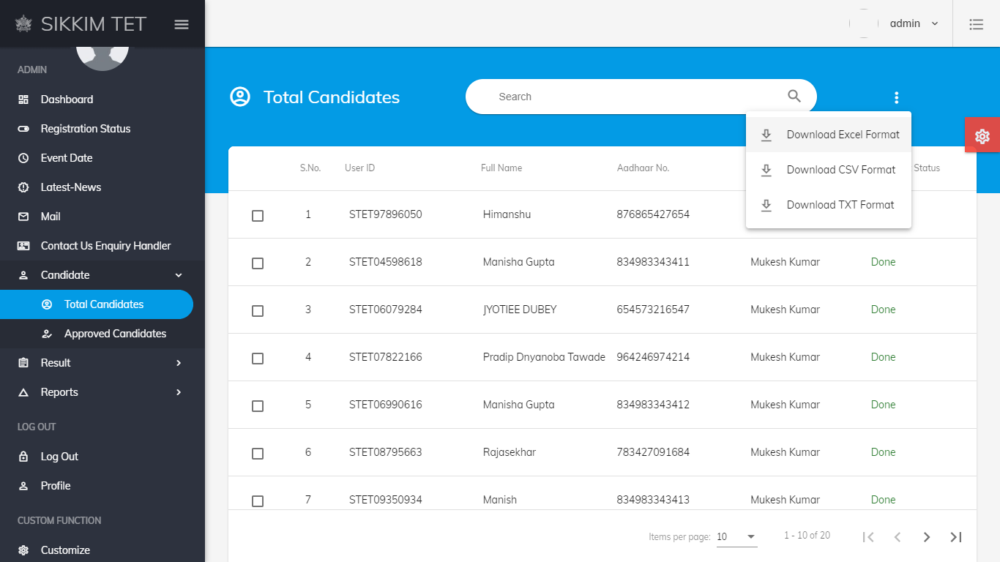 SIKKIM TET
admin
ADMIN
Dashboard
Registration Status
Event Date
Latest-News
Mail
Contact Us Enquiry Handler
Candidate
Total Candidates
Approved Candidates
Result
Reports
LOG OUT
Log Out
Profile
CUSTOM FUNCTION
Customize
Total Candidates
Search
Download Excel Format
Download CSV Format
Download TXT Format
S.No. User ID Full Name Aadhaar No. Status
1 STET97896050 Himanshu 876865427654
2 STET04598618 Manisha Gupta 834983343411 Mukesh Kumar Done
3 STET06079284 JYOTIEE DUBEY 654573216547 Mukesh Kumar Done
4 STET07822166 Pradip Dnyanoba Tawade 964246974214 Mukesh Kumar Done
5 STET06990616 Manisha Gupta 834983343412 Mukesh Kumar Done
6 STET08795663 Rajasekhar 783427091684 Mukesh Kumar Done
7 STET09350934 Manish 834983343413 Mukesh Kumar Done
Items per page: 10 1 - 10 of 20